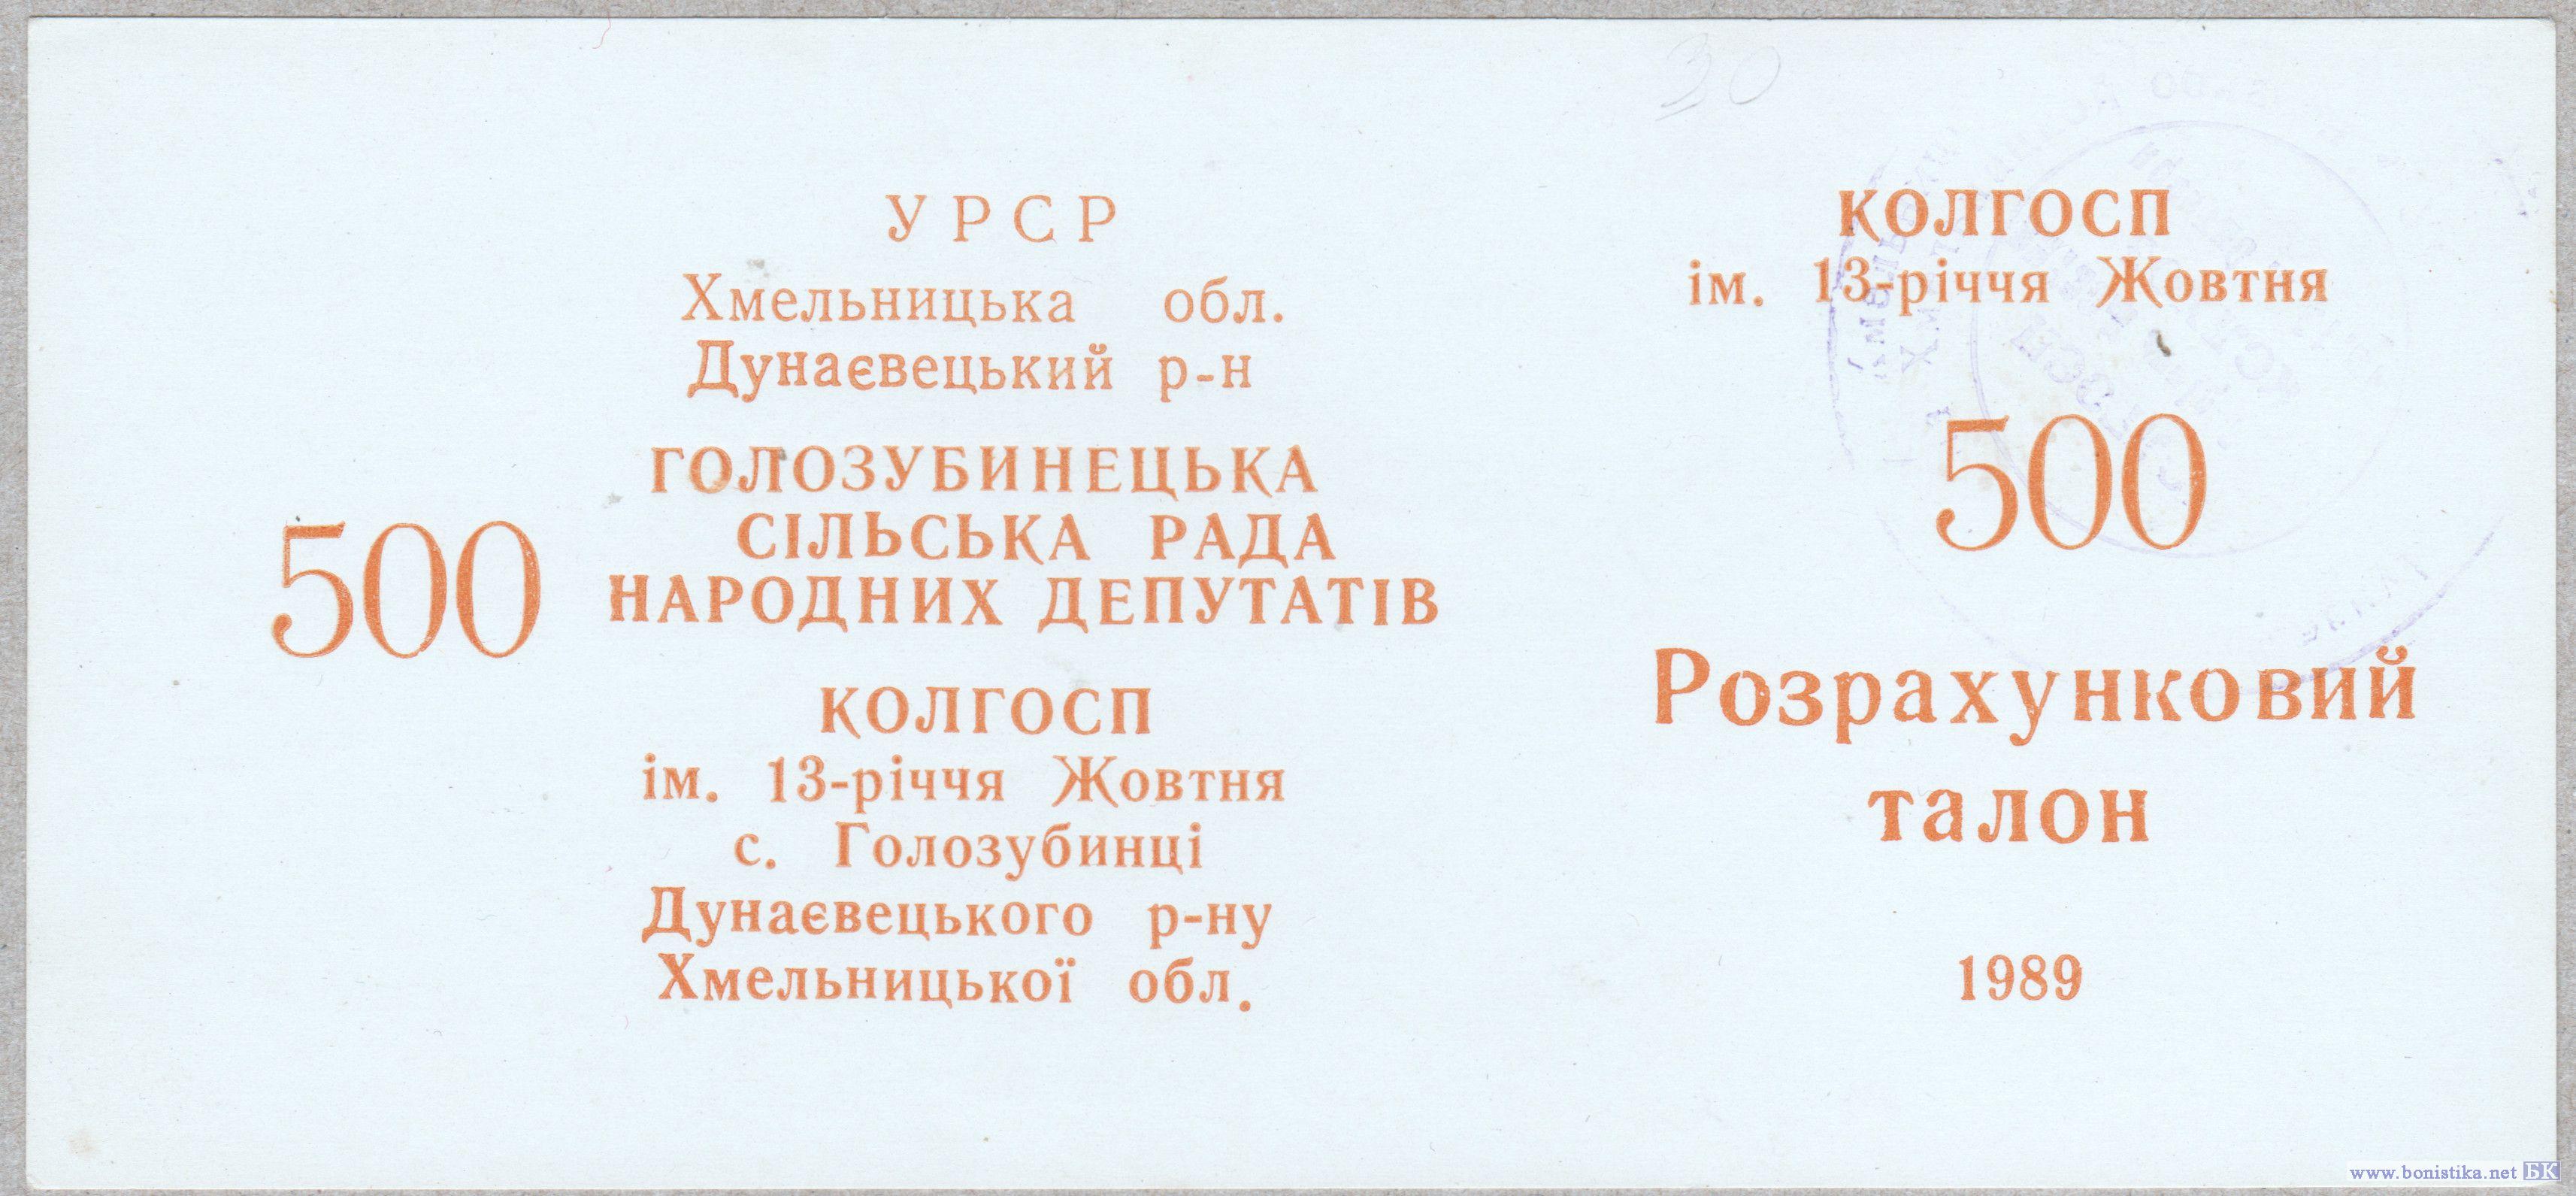 УРСР
Хмельницька обл.
Дунаєвецький р-н
ГОЛОЗУБИНЕЦЬКА
СІЛЬСЬКА РАДА
НАРОДНИХ ДЕПУТАТІВ
500
КОЛГОСП
ім. 13-річчя Жовтня
с. Голозубинці
Дунаєвецького р-ну
Хмельницької обл.
30
КОЛГОСП
ім. 13-річчя Жовтня
500
Розрахунковий
талон
1989
www.bonistika.net БК